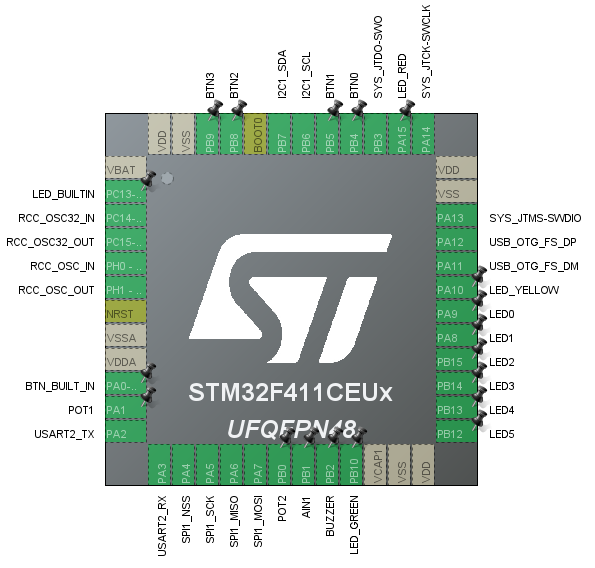 BTN3
BTN2
I2C1_SDA
I2C1_SCL
BTN1
BTN0
SYS_JTDO-SWO
LED_RED
SYS_JTCK-SWCLK
VDD
VSS
PB9
PB8
BOOT0
PB7
PB6
PB5
PB4
PB3
PA15
PA14
VBAT
LED_BUILTIN PC13-..
RCC_OSC32_IN PC14-..
RCC_OSC32_OUT PC15-..
RCC_OSC_IN PH0 - ..
RCC_OSC_OUT PH1 - ..
NRST
VSSA
VDDA
BTN_BUILT_IN PA0-..
POT1 PA1
USART2_TX PA2
VDD
VSS
PA13 SYS_JTMS-SWDIO
PA12 USB_OTG_FS_DP
PA11 USB_OTG_FS_DM
PA10 LED_YELLOW
PA9 LED0
PA8 LED1
PB15 LED2
PB14 LED3
PB13 LED4
PB12 LED5
STM32F411CEUx
UFQFPN48
PA3
PA4
PA5
PA6
PA7
PB0
PB1
PB2
PB10
VCAP1
VSS
VDD
USART2_RX
SPI1_NSS
SPI1_SCK
SPI1_MISO
SPI1_MOSI
POT2
AIN1
BUZZER
LED_GREEN